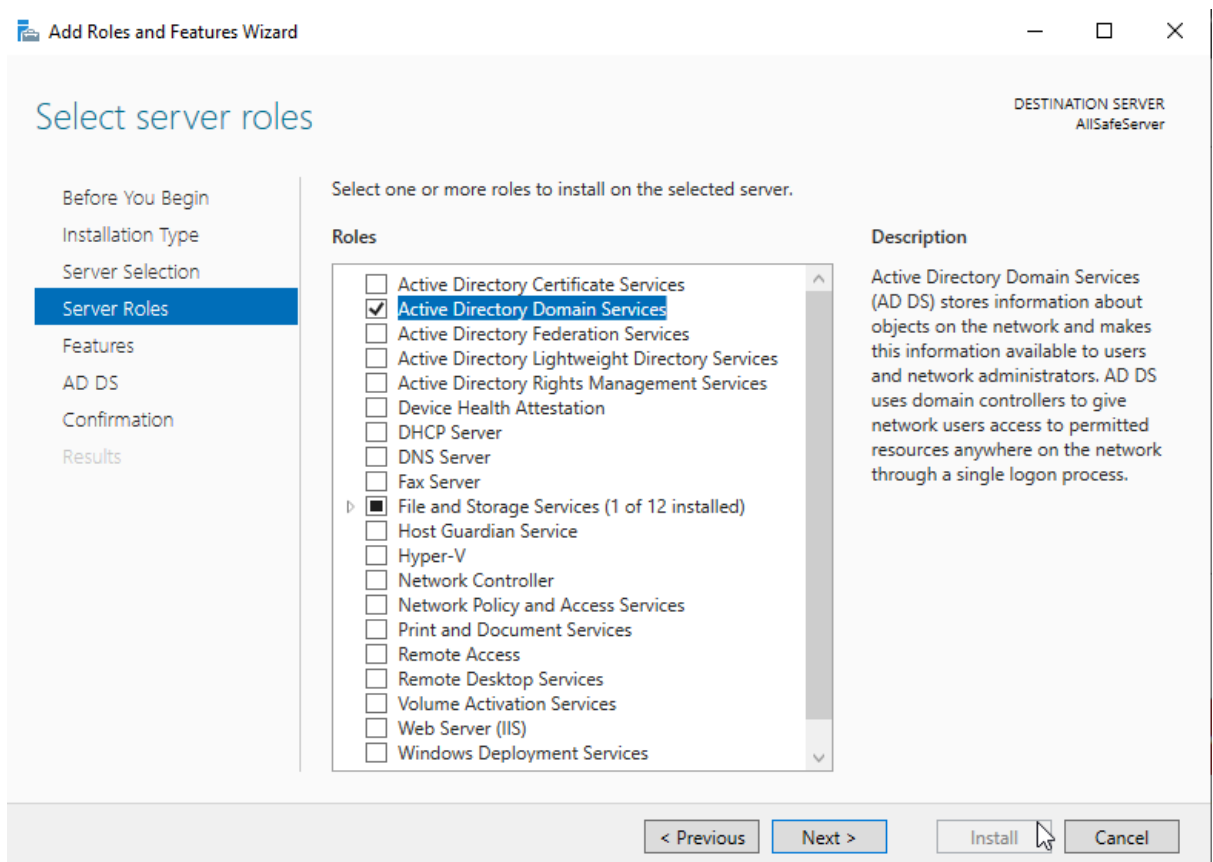 Add Roles and Features Wizard
Select server roles
DESTINATION SERVER
AllSafeServer
Before You Begin
Installation Type
Server Selection
Server Roles
Features
AD DS
Confirmation
Results
Select one or more roles to install on the selected server.
Roles
Active Directory Certificate Services
Active Directory Domain Services
Active Directory Federation Services
Active Directory Lightweight Directory Services
Active Directory Rights Management Services
Device Health Attestation
DHCP Server
DNS Server
Fax Server
File and Storage Services (1 of 12 installed)
Host Guardian Service
Hyper-V
Network Controller
Network Policy and Access Services
Print and Document Services
Remote Access
Remote Desktop Services
Volume Activation Services
Web Server (IIS)
Windows Deployment Services
Description
Active Directory Domain Services
(AD DS) stores information about
objects on the network and makes
this information available to users
and network administrators. AD DS
uses domain controllers to give
network users access to permitted
resources anywhere on the network
through a single logon process.
< Previous
Next >
Install
Cancel